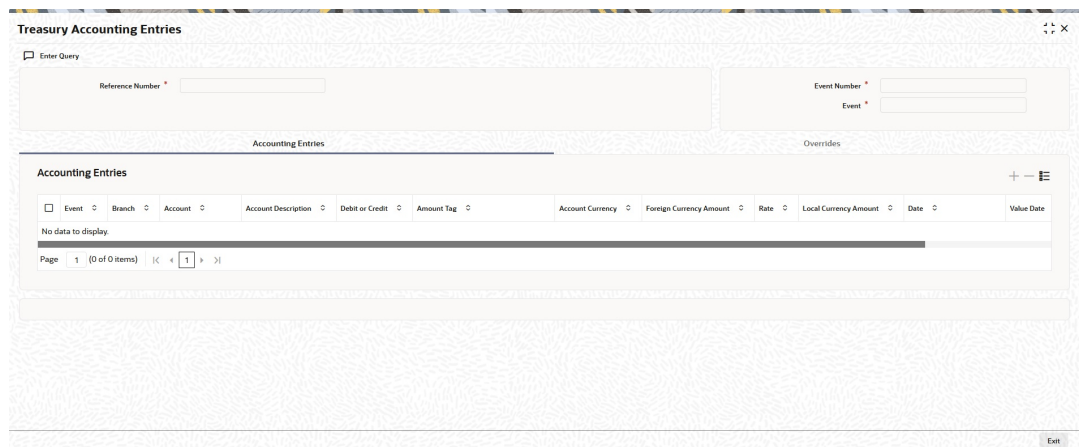 Treasury Accounting Entries
Enter Query
Reference Number *
Event Number *
Event *
Accounting Entries Overrides
Accounting Entries
Event Branch Account Account Description Debit or Credit Amount Tag Account Currency Foreign Currency Amount Rate Local Currency Amount Date Value Date
No data to display.
Page 1 (0 of 0 items) 1
Exit